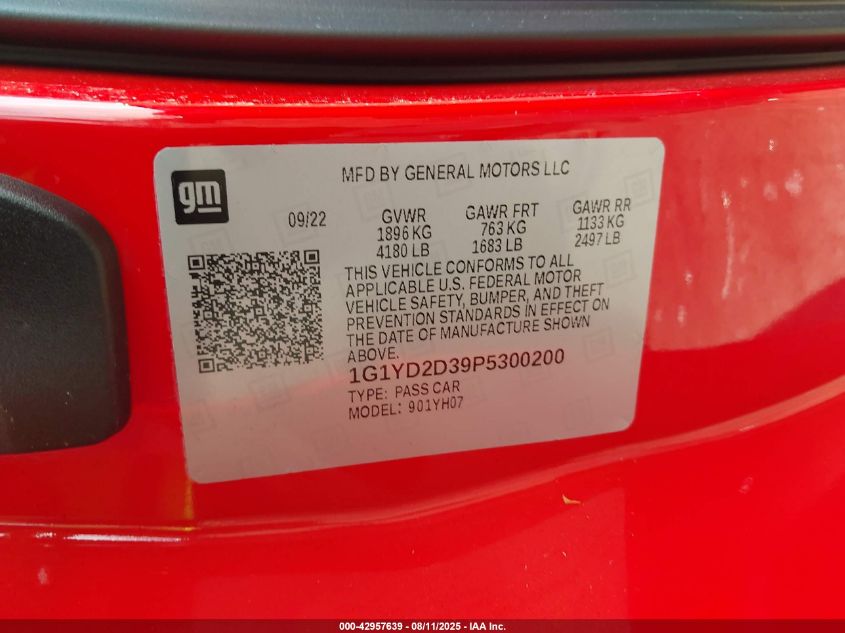 gm
MFD BY GENERAL MOTORS LLC
09/22
GVWR
1896 KG
4180 LB
GAWR FRT
763 KG
1683 LB
GAWR RR
1133 KG
2497 LB
THIS VEHICLE CONFORMS TO ALL
APPLICABLE U.S. FEDERAL MOTOR
VEHICLE SAFETY, BUMPER, AND THEFT
PREVENTION STANDARDS IN EFFECT ON
THE DATE OF MANUFACTURE SHOWN
ABOVE.
1G1YD2D39P5300200
TYPE: PASS CAR
MODEL: 901YH07
000-42957639 - 08/11/2025 - IAA Inc.